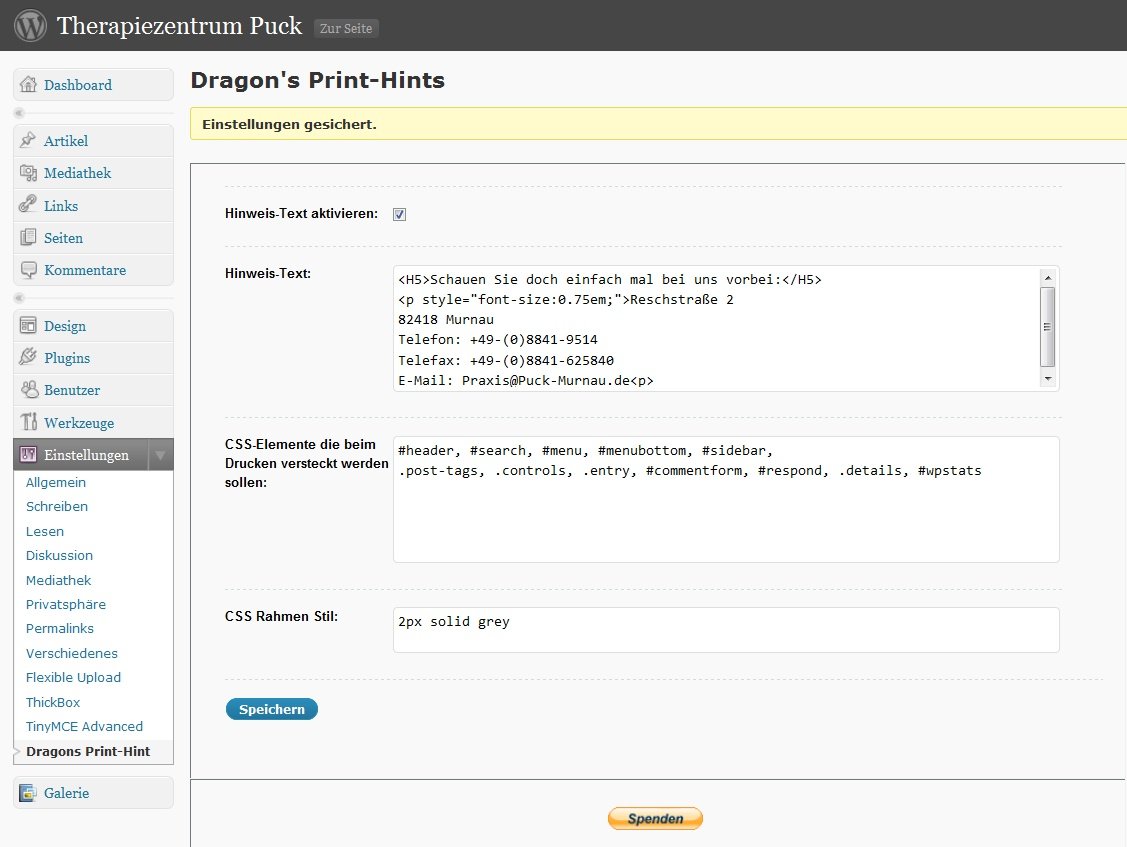 Therapiezentrum Puck Zur Seite
Dashboard
Artikel
Mediathek
Links
Seiten
Kommentare
Design
Plugins
Benutzer
Werkzeuge
Einstellungen
Allgemein
Schreiben
Lesen
Diskussion
Mediathek
Privatsphäre
Permalinks
Verschiedenes
Flexible Upload
ThickBox
TinyMCE Advanced
Dragons Print-Hint
Galerie
Dragon's Print-Hints
Einstellungen gesichert.
Hinweis-Text aktivieren:
Hinweis-Text:
<H5>Schauen Sie doch einfach mal bei uns vorbei:</H5>
<p style="font-size:0.75em;">Reschstraße 2
82418 Murnau
Telefon: +49-(0)8841-9514
Telefax: +49-(0)8841-625840
E-Mail: Praxis@Puck-Murnau.de<p>
CSS-Elemente die beim
Drucken versteckt werden
sollen:
#header, #search, #menu, #menubottom, #sidebar,
.post-tags, .controls, .entry, #commentform, #respond, .details, #wpstats
CSS Rahmen Stil:
2px solid grey
Speichern
Spenden